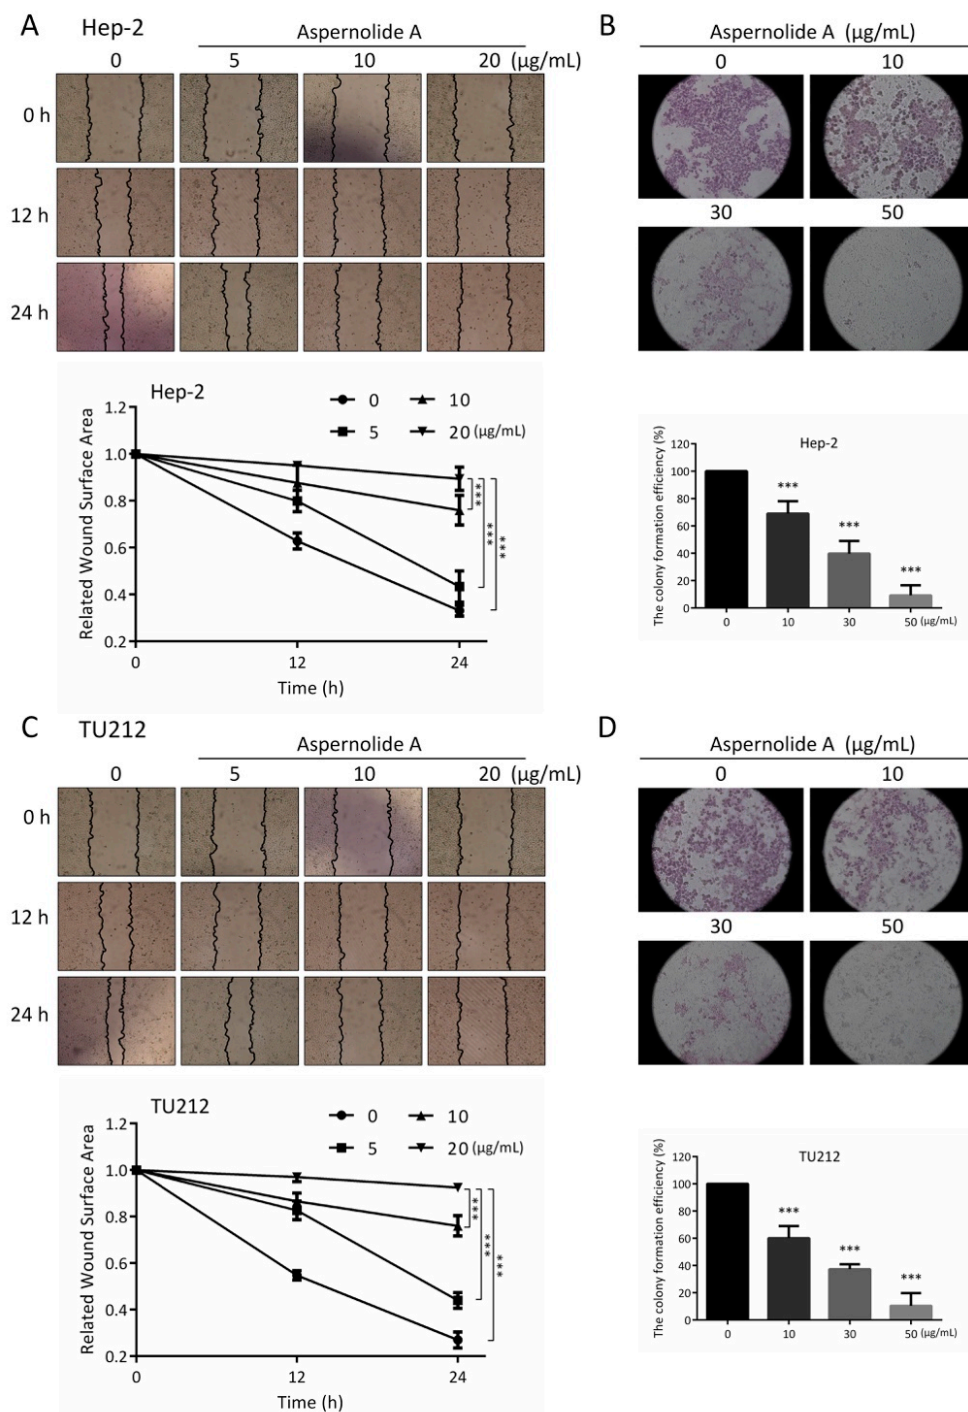 A
Hep-2
Aspernolide A
0 5 10 20 (μg/mL)
0 h
12 h
24 h
Hep-2
0 10
5 20 (μg/mL)
Related Wound Surface Area
1.2
1.0
0.8
0.6
0.4
0.2
***
***
***
0 12 24
Time (h)
B
Aspernolide A (μg/mL)
0 10
30 50
Hep-2
The colony formation efficiency (%)
120
100
80
60
40
20
0
***
***
***
0 10 30 50 (μg/mL)
C
TU212
Aspernolide A
0 5 10 20 (μg/mL)
0 h
12 h
24 h
TU212
0 10
5 20 (μg/mL)
Related Wound Surface Area
1.2
1.0
0.8
0.6
0.4
0.2
***
***
***
0 12 24
Time (h)
D
Aspernolide A (μg/mL)
0 10
30 50
TU212
The colony formation efficiency (%)
120
100
80
60
40
20
0
***
***
***
0 10 30 50 (μg/mL)